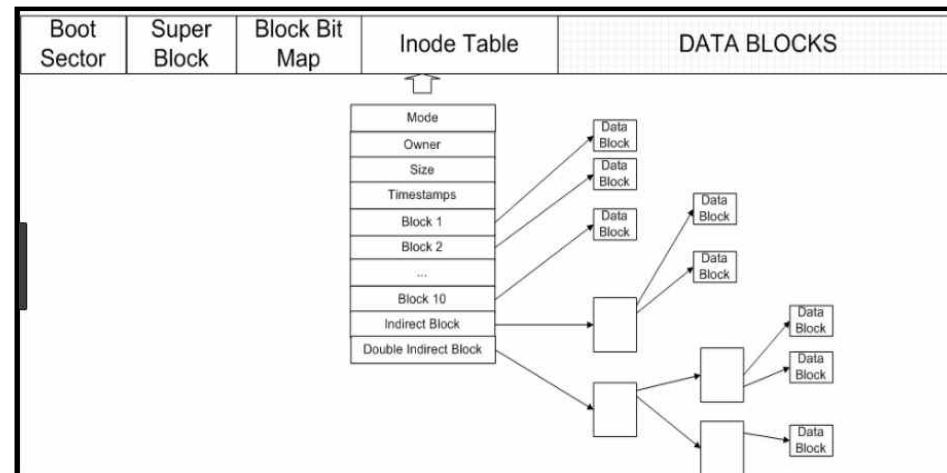 Boot
Sector
Super
Block
Block Bit
Map
Inode Table
DATA BLOCKS
Mode
Owner
Size
Timestamps
Block 1
Block 2
...
Block 10
Indirect Block
Double Indirect Block
Data
Block
Data
Block
Data
Block
Data
Block
Data
Block
Data
Block
Data
Block
Data
Block